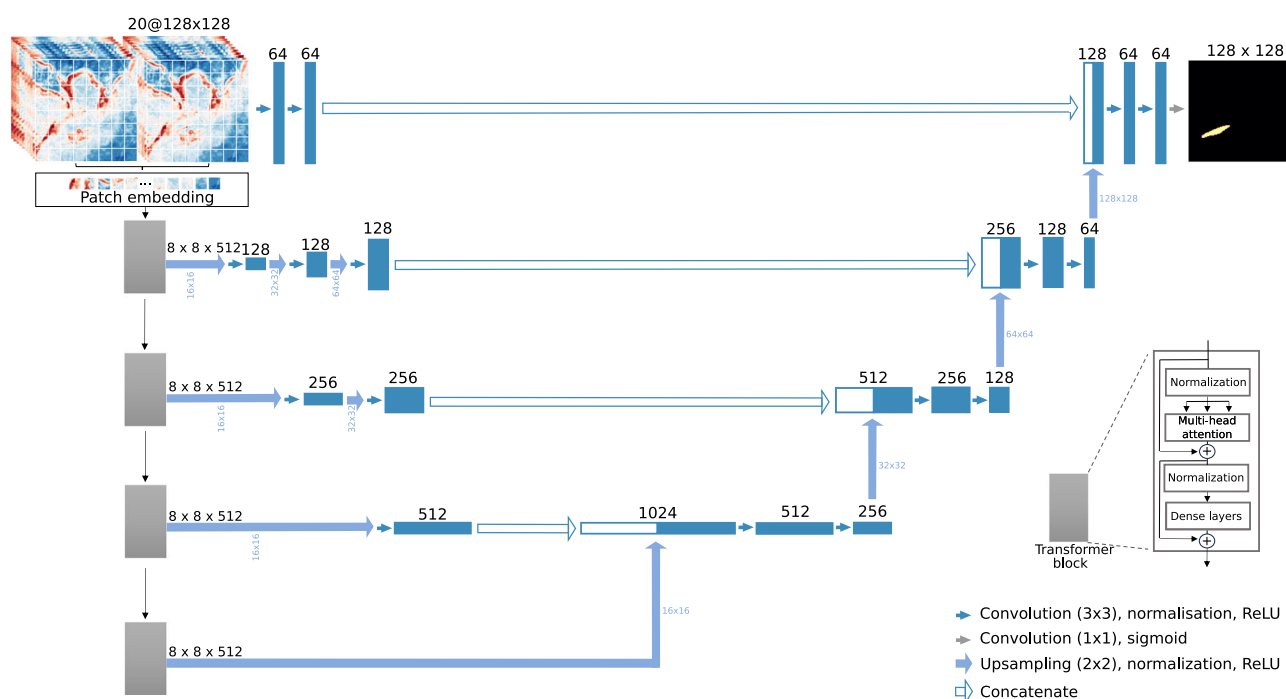 20@128x128
64
64
128
64
64
128 x 128
...
Patch embedding
128x128
8 x 8 x 512
16x16
128
32x32
128
64x64
128
256
128
64
64x64
8 x 8 x 512
16x16
256
32x32
256
512
256
128
32x32
8 x 8 x 512
16x16
512
1024
512
256
16x16
8 x 8 x 512
Normalization
Multi-head
attention
+
Normalization
Dense layers
+
Transformer
block
Convolution (3x3), normalisation, ReLU
Convolution (1x1), sigmoid
Upsampling (2x2), normalization, ReLU
Concatenate